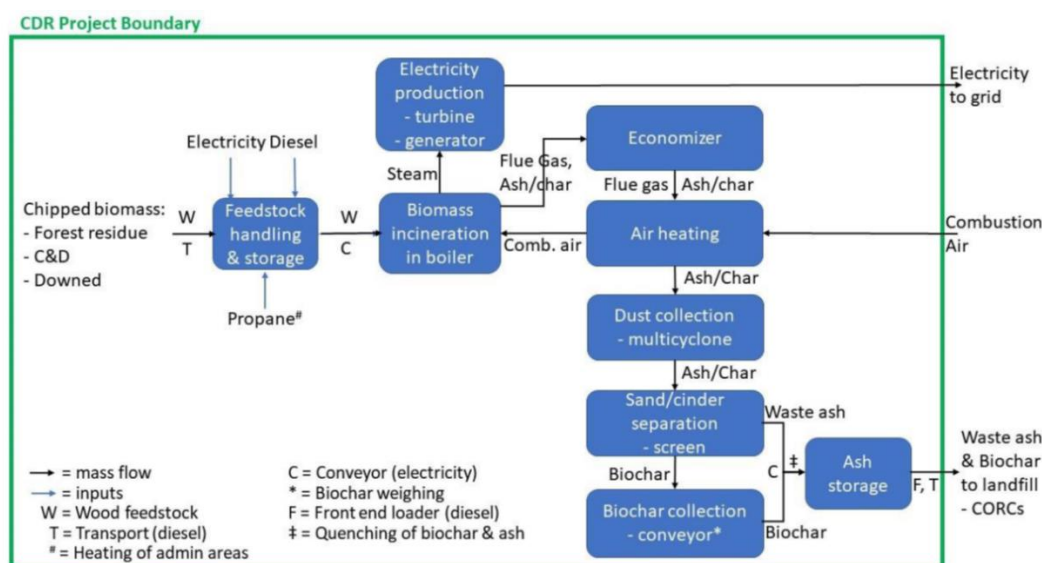 CDR Project Boundary
Electricity
production
- turbine
- generator
Electricity
to grid
Electricity Diesel
Steam
Flue Gas,
Ash/char
Economizer
Flue gas
Ash/char
Chipped biomass:
- Forest residue
- C&D
- Downed
W
T
Feedstock
handling
& storage
W
C
Biomass
incineration
in boiler
Comb. air
Air heating
Combustion
Air
Propane#
Ash/Char
Dust collection
- multicyclone
Ash/Char
Sand/cinder
separation
- screen
Waste ash
Biochar
C
‡
Ash
storage
F, T
Waste ash
& Biochar
to landfill
- CORCs
Biochar collection
- conveyor*
Biochar
= mass flow
= inputs
W = Wood feedstock
T = Transport (diesel)
# = Heating of admin areas
C = Conveyor (electricity)
* = Biochar weighing
F = Front end loader (diesel)
‡ = Quenching of biochar & ash